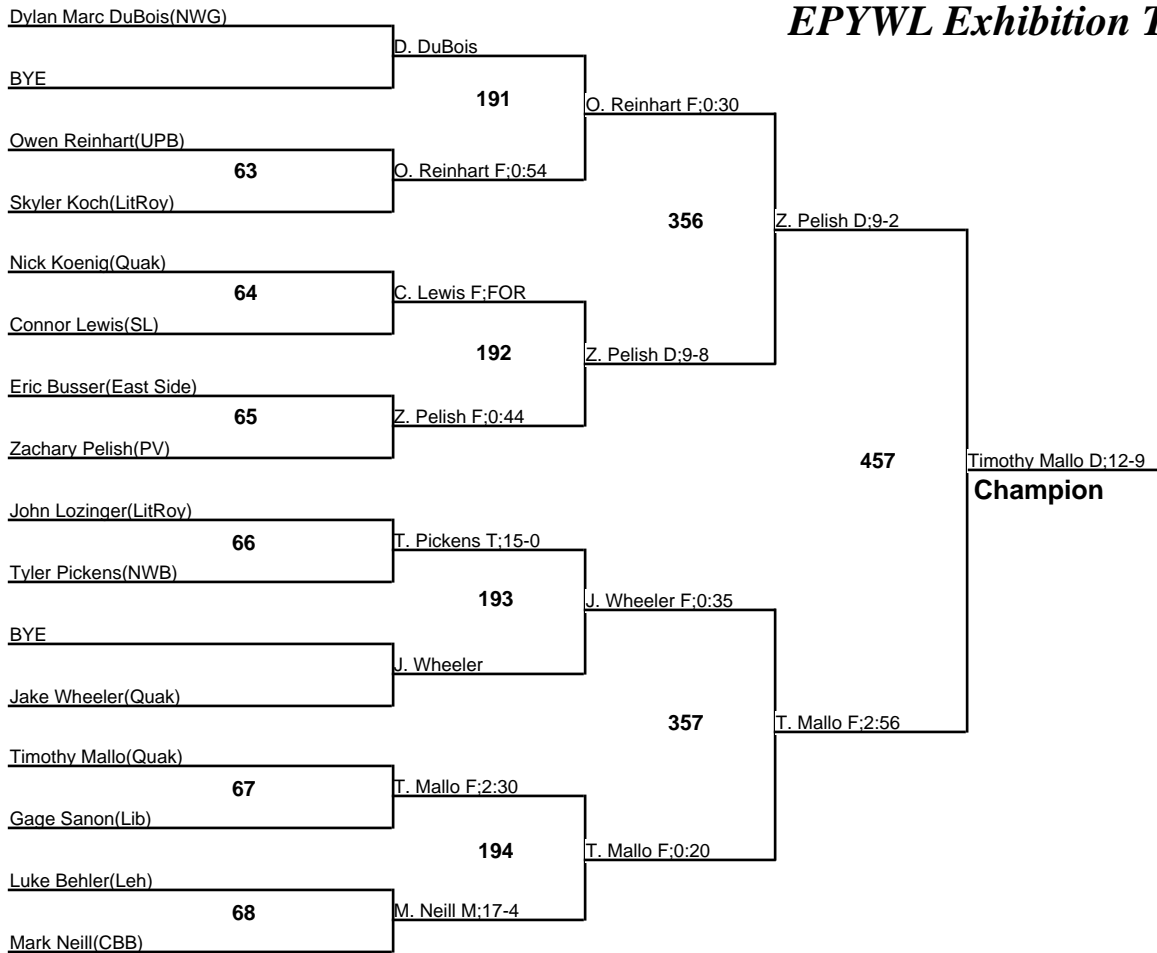 EPYWL Exhibition T
Dylan Marc DuBois(NWG)
BYE
Owen Reinhart(UPB)
63
Skyler Koch(LitRoy)
Nick Koenig(Quak)
64
Connor Lewis(SL)
Eric Busser(East Side)
65
Zachary Pelish(PV)
John Lozinger(LitRoy)
66
Tyler Pickens(NWB)
BYE
Jake Wheeler(Quak)
Timothy Mallo(Quak)
67
Gage Sanon(Lib)
Luke Behler(Leh)
68
Mark Neill(CBB)
D. DuBois
191
O. Reinhart F;0:54
C. Lewis F;FOR
192
Z. Pelish F;0:44
T. Pickens T;15-0
193
J. Wheeler
T. Mallo F;2:30
194
M. Neill M;17-4
O. Reinhart F;0:30
356
Z. Pelish D;9-8
J. Wheeler F;0:35
357
T. Mallo F;0:20
Z. Pelish D;9-2
457
T. Mallo F;2:56
Timothy Mallo D;12-9
Champion